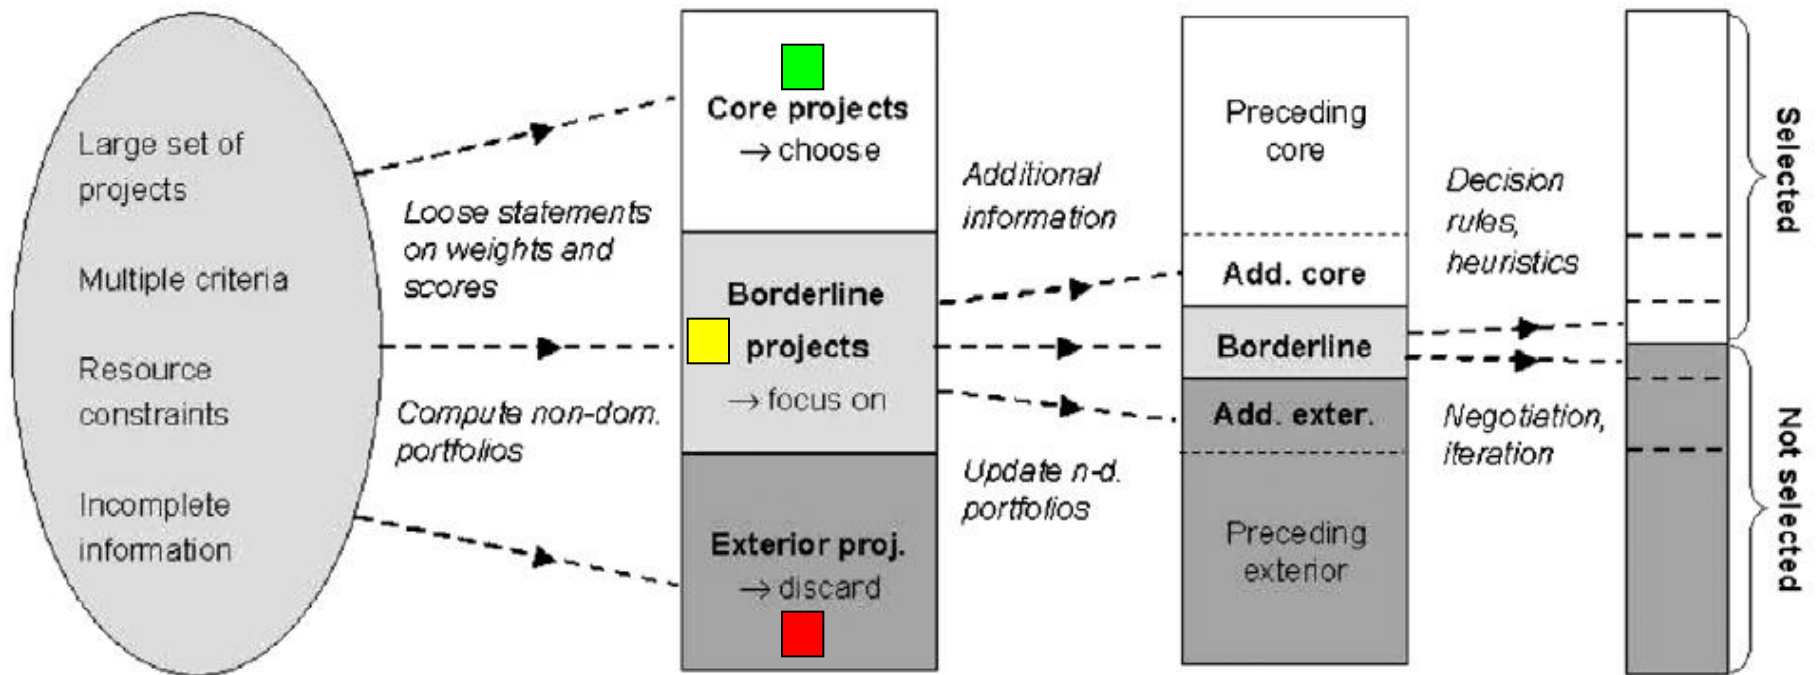 Large set of
projects
Multiple criteria
Resource
constraints
Incomplete
information
Loose statements
on weights and
scores
Compute non-dom.
portfolios
Core projects
→ choose
Borderline
projects
→ focus on
Exterior proj.
→ discard
Additional
information
Update n-d.
portfolios
Preceding
core
Add. core
Borderline
Add. exter.
Preceding
exterior
Decision
rules,
heuristics
Negotiation,
iteration
Selected
Not selected